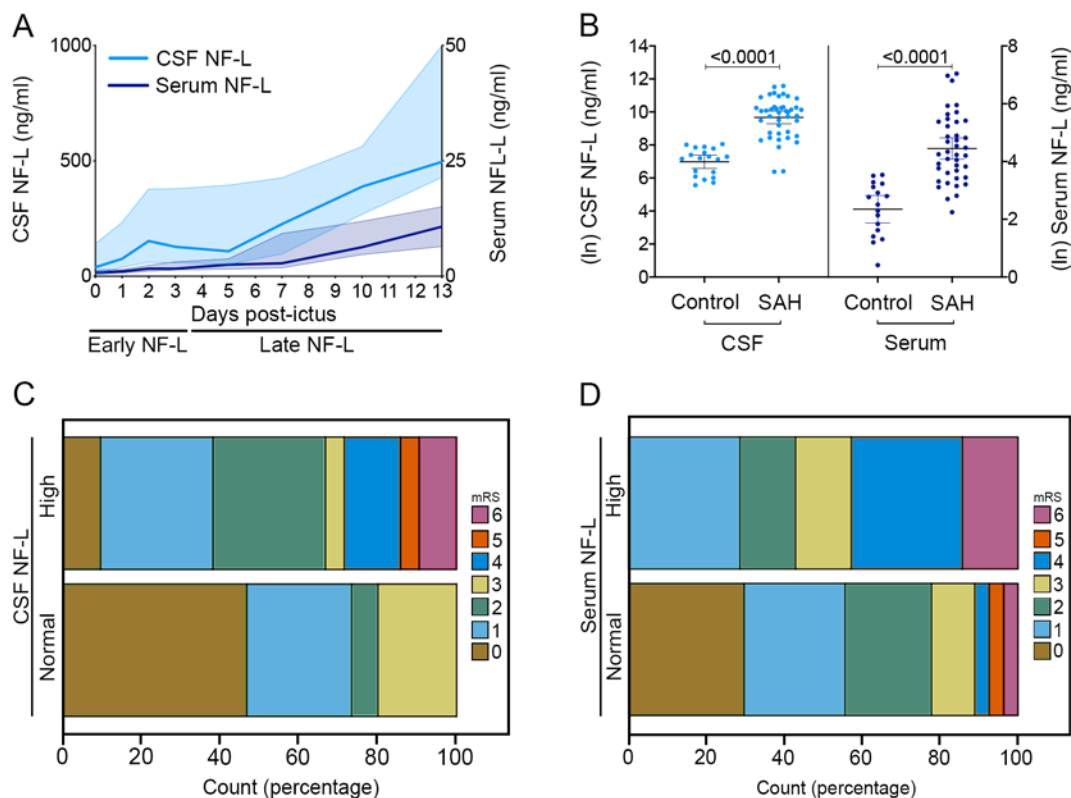 A
1000
500
0
CSF NF-L (ng/ml)
CSF NF-L
Serum NF-L
50
25
0
Serum NFL-L (ng/ml)
0 1 2 3 4 5 6 7 8 9 10 11 12 13
Days post-ictus
Early NF-L Late NF-L
B
14
12
10
8
6
4
2
0
(ln) CSF NF-L (ng/ml)
<0.0001 <0.0001
8
6
4
2
0
(ln) Serum NF-L (ng/ml)
Control SAH Control SAH
CSF Serum
C
CSF NF-L
High
Normal
mRS
6
5
4
3
2
1
0
0 20 40 60 80 100
Count (percentage)
D
Serum NF-L
High
Normal
mRS
6
5
4
3
2
1
0
0 20 40 60 80 100
Count (percentage)